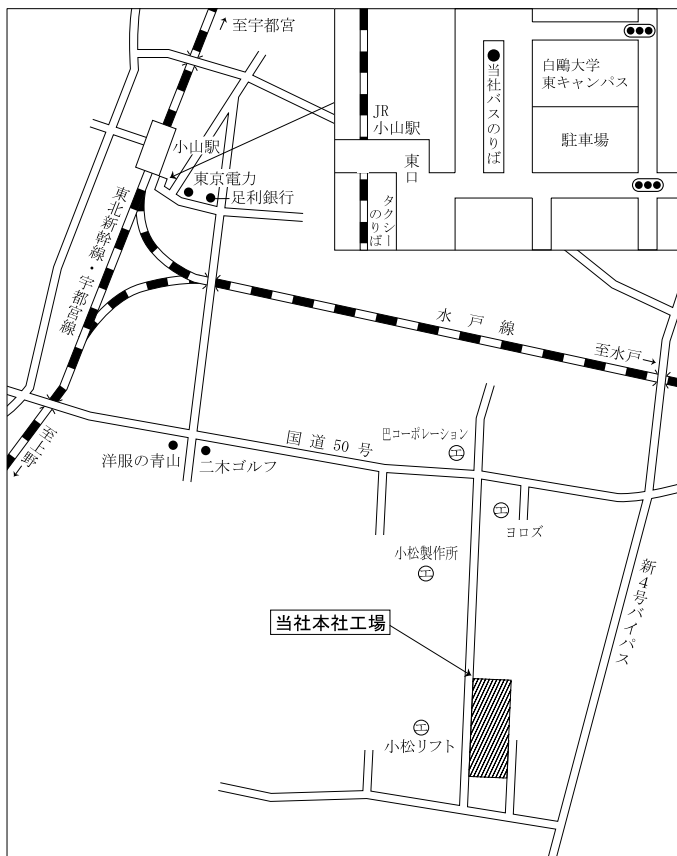 至宇都宮
小山駅
東京電力
足利銀行
東北新幹線・宇都宮線
JR
小山駅
東口
タクシー
のりば
当社バスのりば
白鷗大学
東キャンパス
駐車場
水戸線
至水戸→
至上野→
国道50号
洋服の青山
二木ゴルフ
巴コーポレーション
エ
エ
ヨロズ
小松製作所
エ
新4号バイパス
当社本社工場
エ
小松リフト